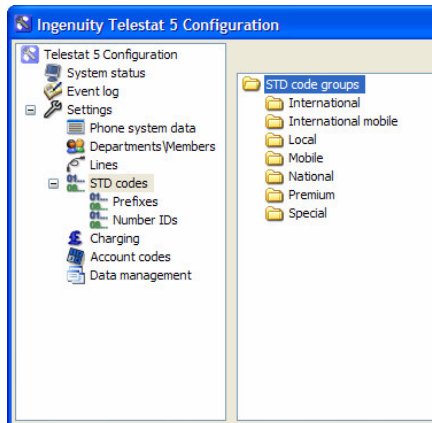 Ingenuity Telestat 5 Configuration
Telestat 5 Configuration
System status
Event log
Settings
Phone system data
Departments\Members
Lines
STD codes
Prefixes
Number IDs
Charging
Account codes
Data management
STD code groups
International
International mobile
Local
Mobile
National
Premium
Special